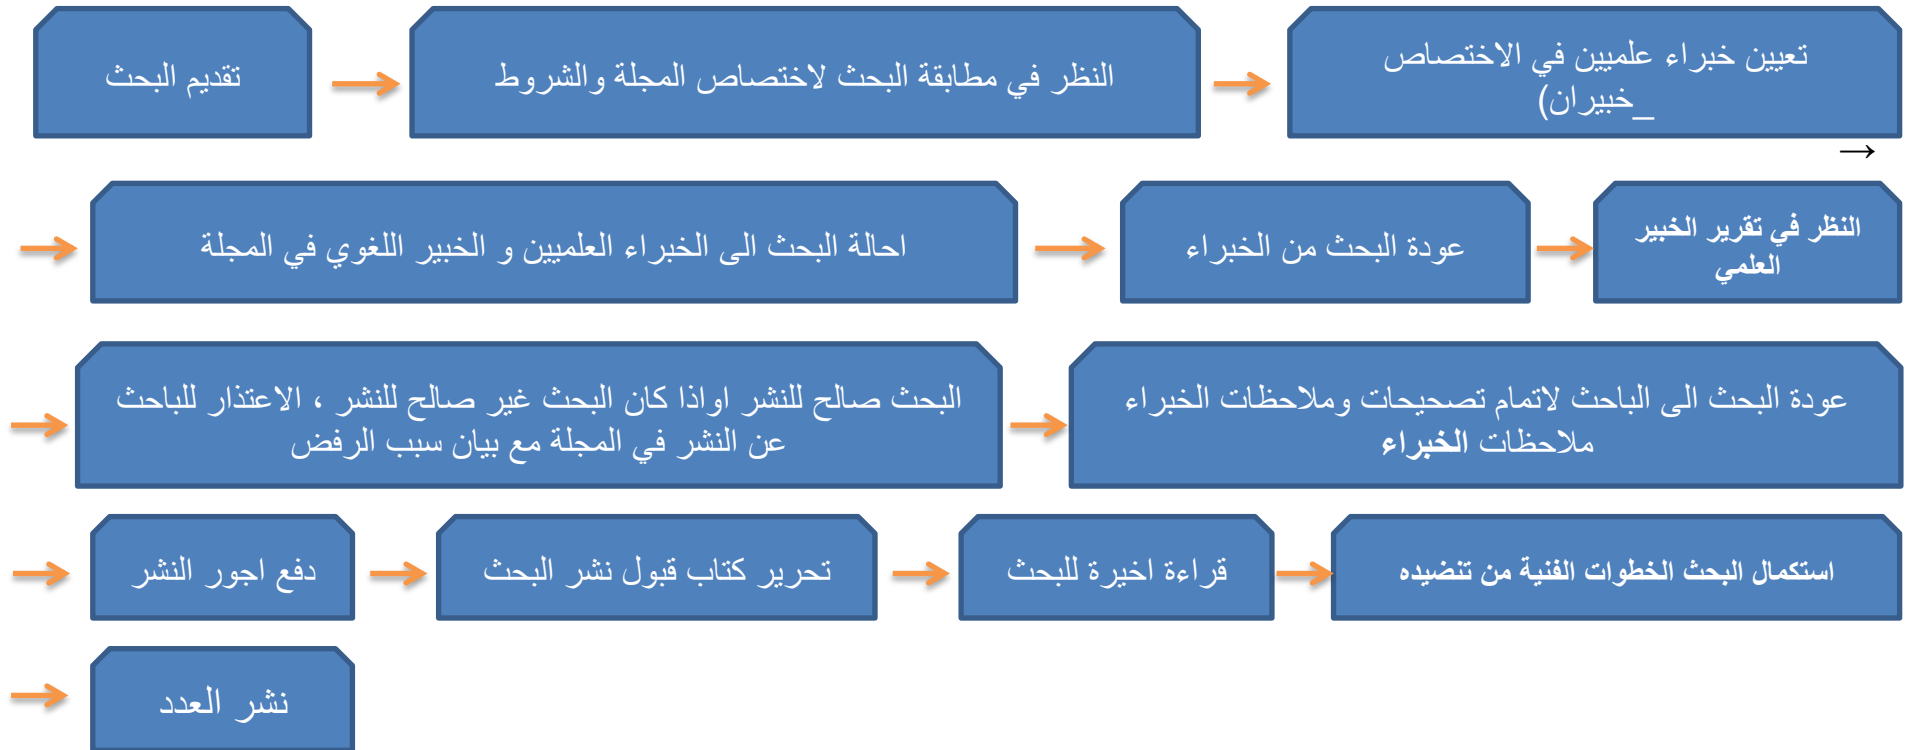 تقديم البحث
النظر في مطابقة البحث لاختصاص المجلة والشروط
تعيين خبراء علميين في الاختصاص
_خبيران)
احالة البحث الى الخبراء العلميين و الخبير اللغوي في المجلة
عودة البحث من الخبراء
النظر في تقرير الخبير
العلمي
البحث صالح للنشر اواذا كان البحث غير صالح للنشر ، الاعتذار للباحث
عن النشر في المجلة مع بيان سبب الرفض
عودة البحث الى الباحث لاتمام تصحيحات وملاحظات الخبراء
ملاحظات الخبراء
دفع اجور النشر
تحرير كتاب قبول نشر البحث
قراءة اخيرة للبحث
استكمال البحث الخطوات الفنية من تنضيده
نشر العدد